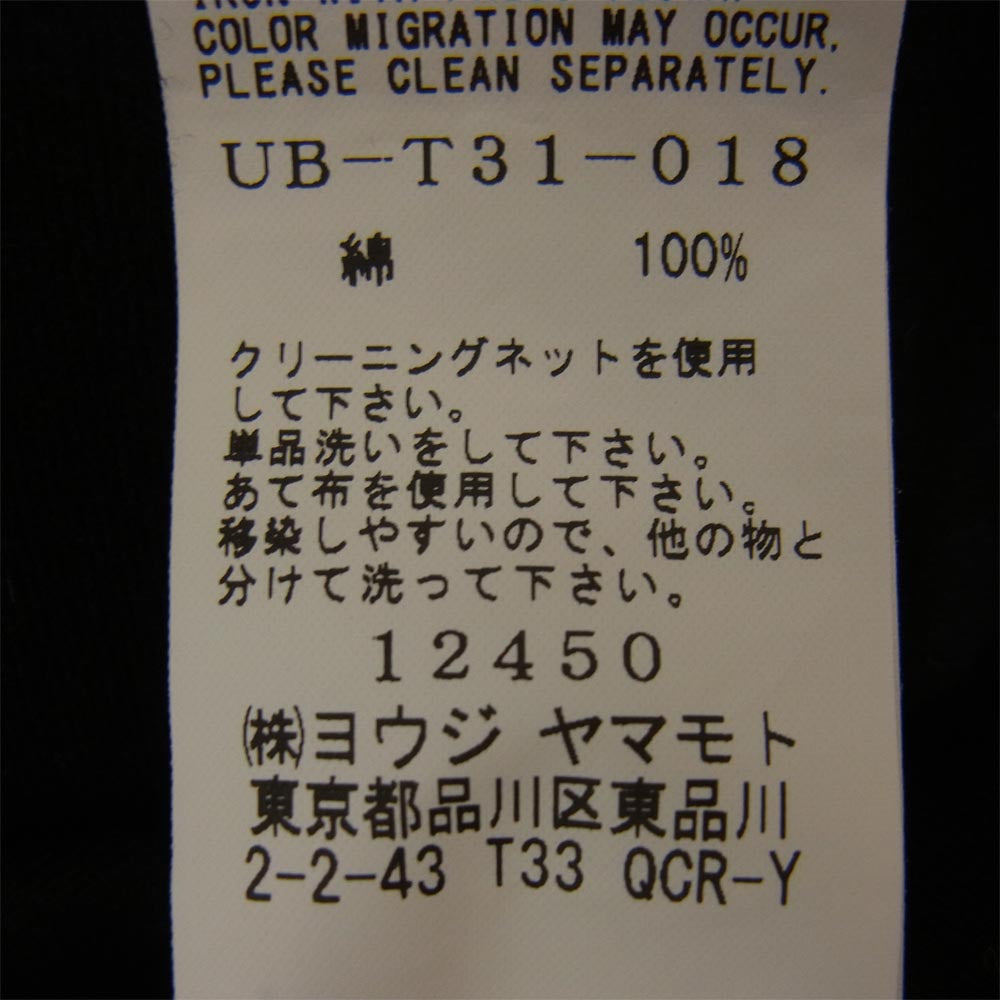 COLOR MIGRATION MAY OCCUR.
PLEASE CLEAN SEPARATELY.
UB-T31-018
綿 100%
クリーニングネットを使用
して下さい。
単品洗いをして下さい。
あて布を使用して下さい。
移染しやすいので、他の物と
分けて洗って下さい。
12450
㈱ヨウジ ヤマモト
東京都品川区東品川
2-2-43 T33 QCR-Y